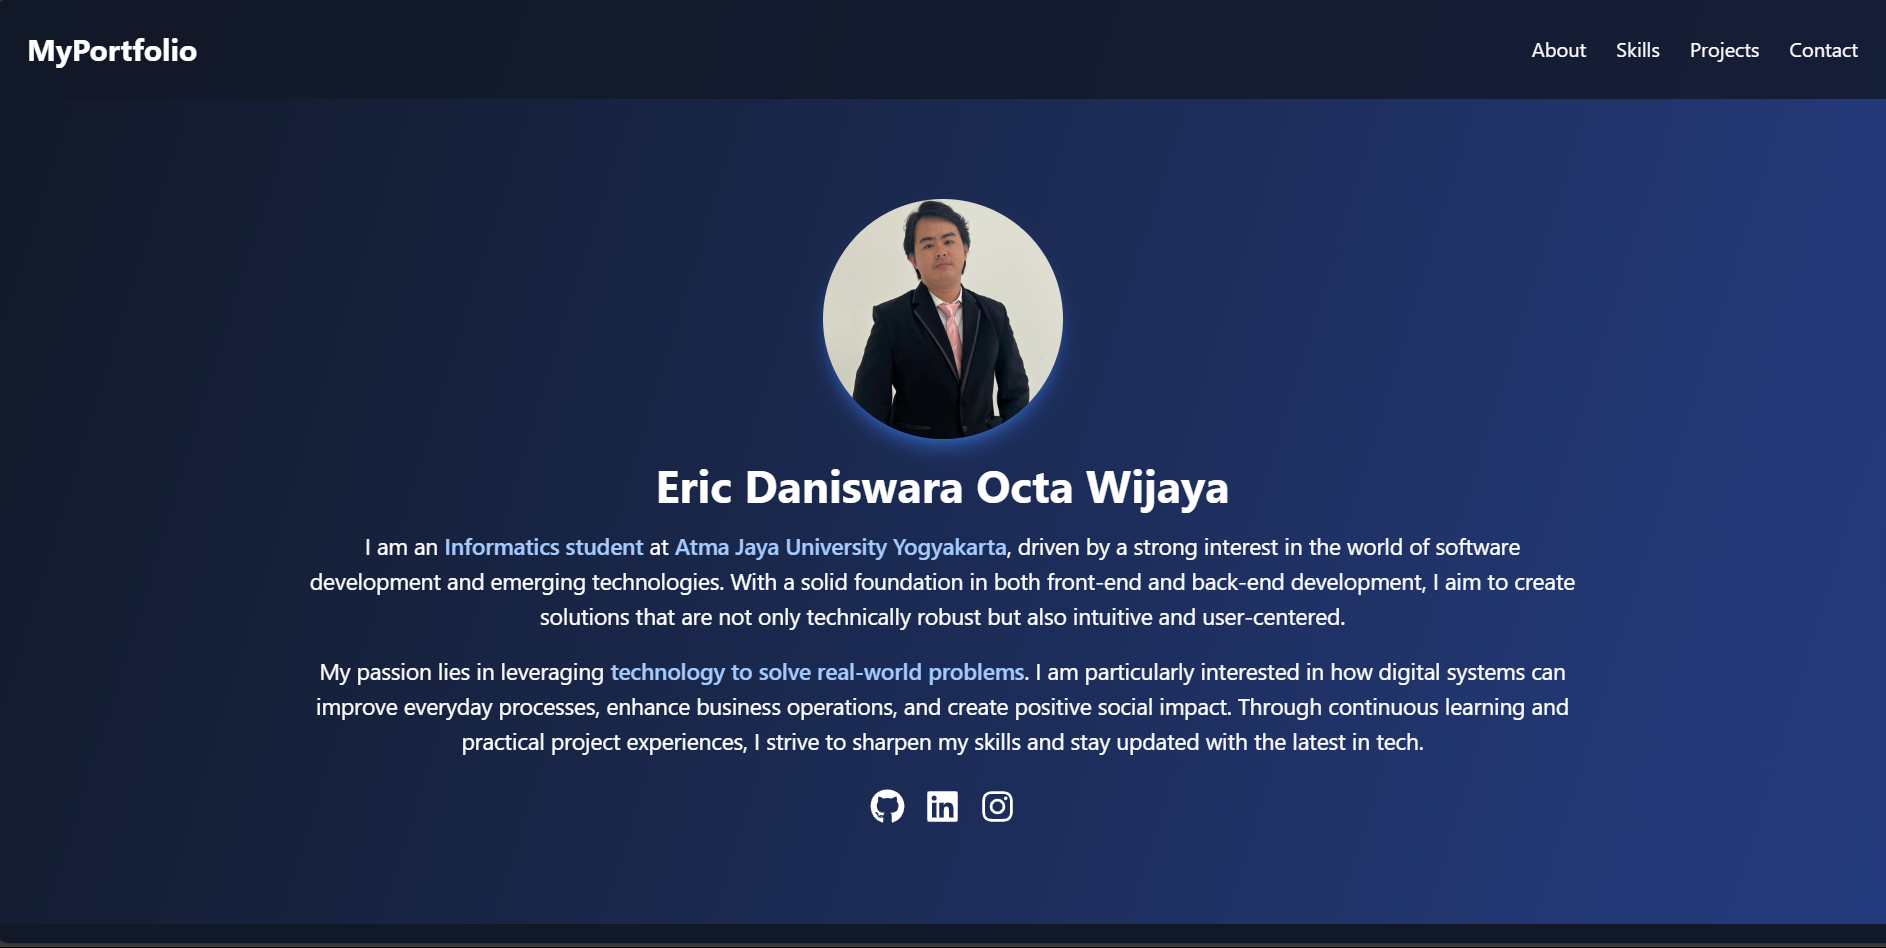 MyPortfolio
About Skills Projects Contact
Eric Daniswara Octa Wijaya
I am an Informatics student at Atma Jaya University Yogyakarta, driven by a strong interest in the world of software
development and emerging technologies. With a solid foundation in both front-end and back-end development, I aim to create
solutions that are not only technically robust but also intuitive and user-centered.
My passion lies in leveraging technology to solve real-world problems. I am particularly interested in how digital systems can
improve everyday processes, enhance business operations, and create positive social impact. Through continuous learning and
practical project experiences, I strive to sharpen my skills and stay updated with the latest in tech.
in